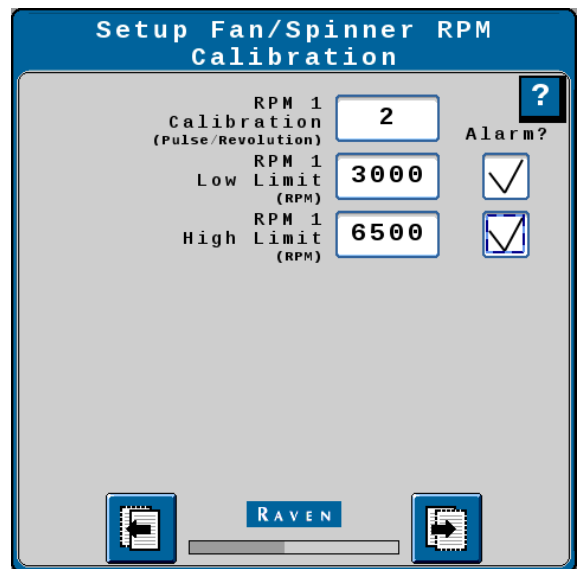 Setup Fan/Spinner RPM
Calibration
?
RPM 1
Calibration
(Pulse/Revolution)
2
Alarm?
RPM 1
Low Limit
(RPM)
3000
RPM 1
High Limit
(RPM)
6500
RAVEN